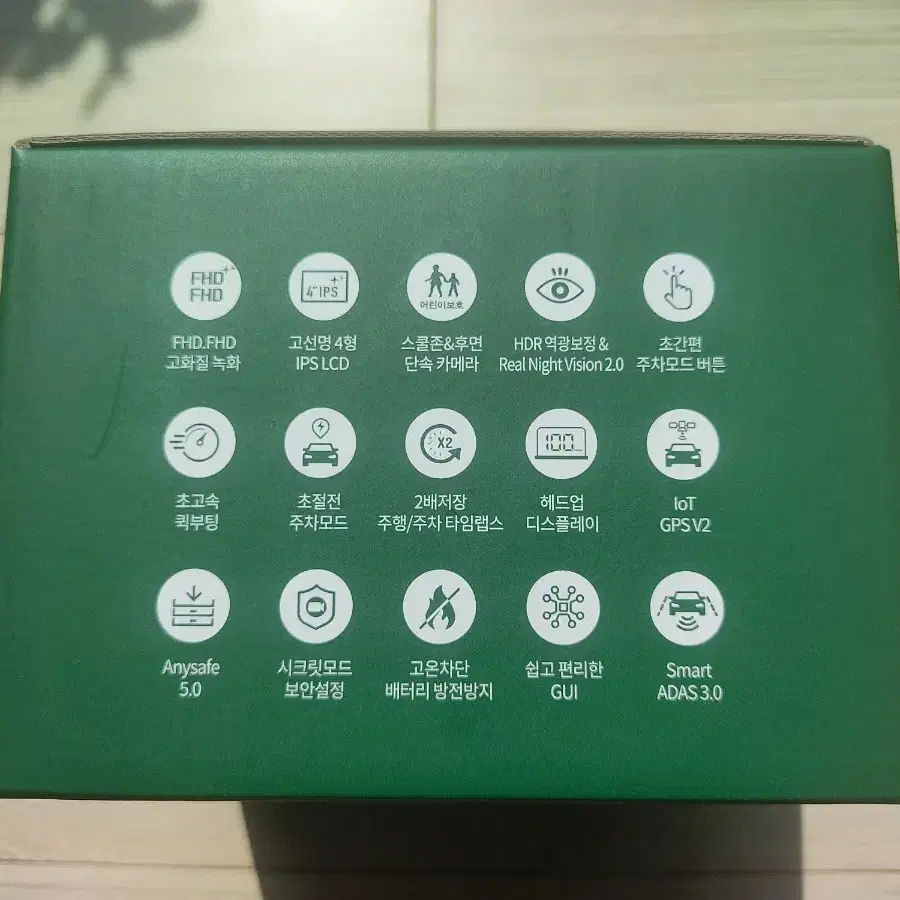 FHD
FHD
4"IPS
어린이보호
FHD.FHD
고화질 녹화
고선명 4형
IPS LCD
스쿨존&후면
단속 카메라
HDR 역광보정 &
Real Night Vision 2.0
초간편
주차모드 버튼
X2
100
초고속
퀵부팅
초절전
주차모드
2배저장
주행/주차 타임랩스
헤드업
디스플레이
IoT
GPS V2
Anysafe
5.0
시크릿모드
보안설정
고온차단
배터리 방전방지
쉽고 편리한
GUI
Smart
ADAS 3.0